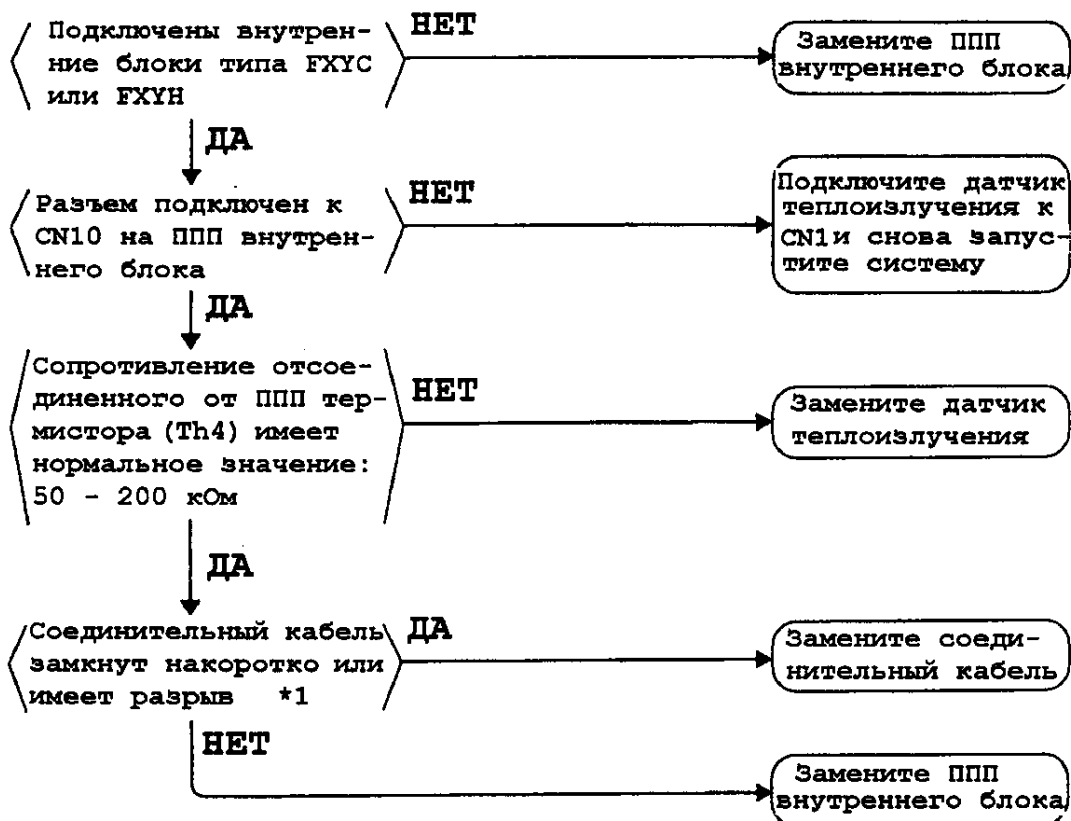 Подключены внутрен-
ние блоки типа FXYC
или FXYH
НЕТ
Замените ППП
внутреннего блока
ДА
Разъем подключен к
CN10 на ППП внутрен-
него блока
НЕТ
Подключите датчик
теплоизлучения к
CN1и снова запус-
тите систему
ДА
Сопротивление отсое-
диненного от ППП тер-
мистора (Th4) имеет
нормальное значение:
50 - 200 кОм
НЕТ
Замените датчик
теплоизлучения
ДА
Соединительный кабель
замкнут накоротко или
имеет разрыв *1
ДА
Замените соеди-
нительный кабель
НЕТ
Замените ППП
внутреннего блока